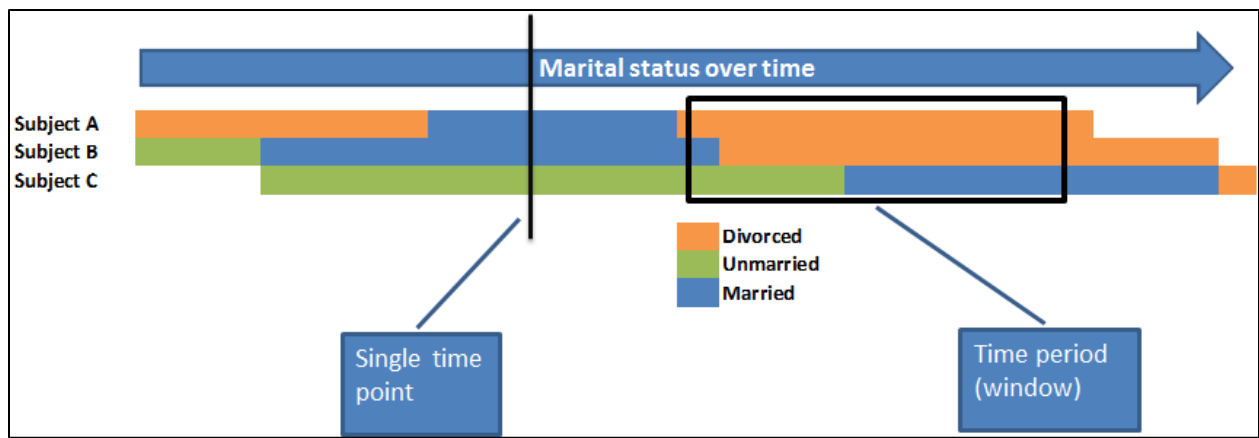 Marital status over time
Subject A
Subject B
Subject C
Divorced
Unmarried
Married
Single time
point
Time period
(window)